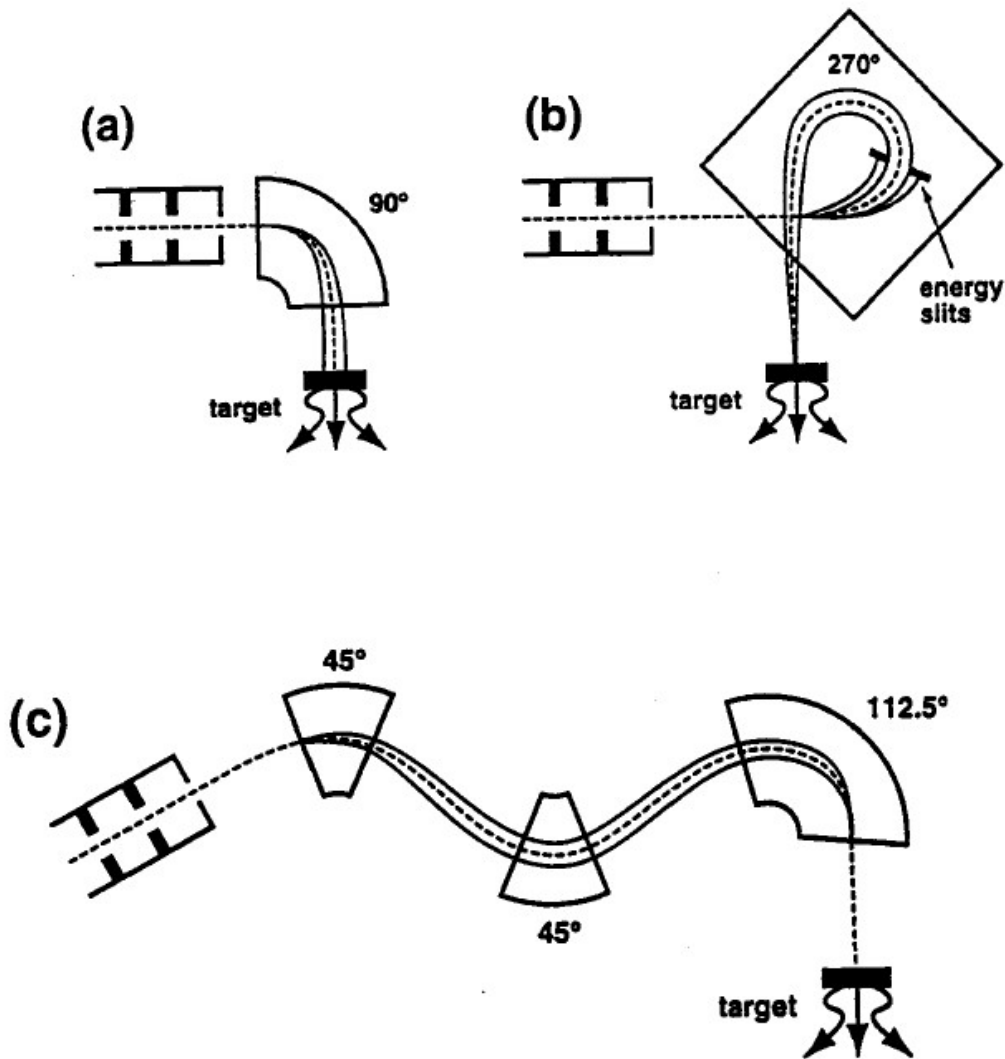 (a)
90°
target
(b)
270°
energy
slits
target
(c)
45°
45°
112.5°
target